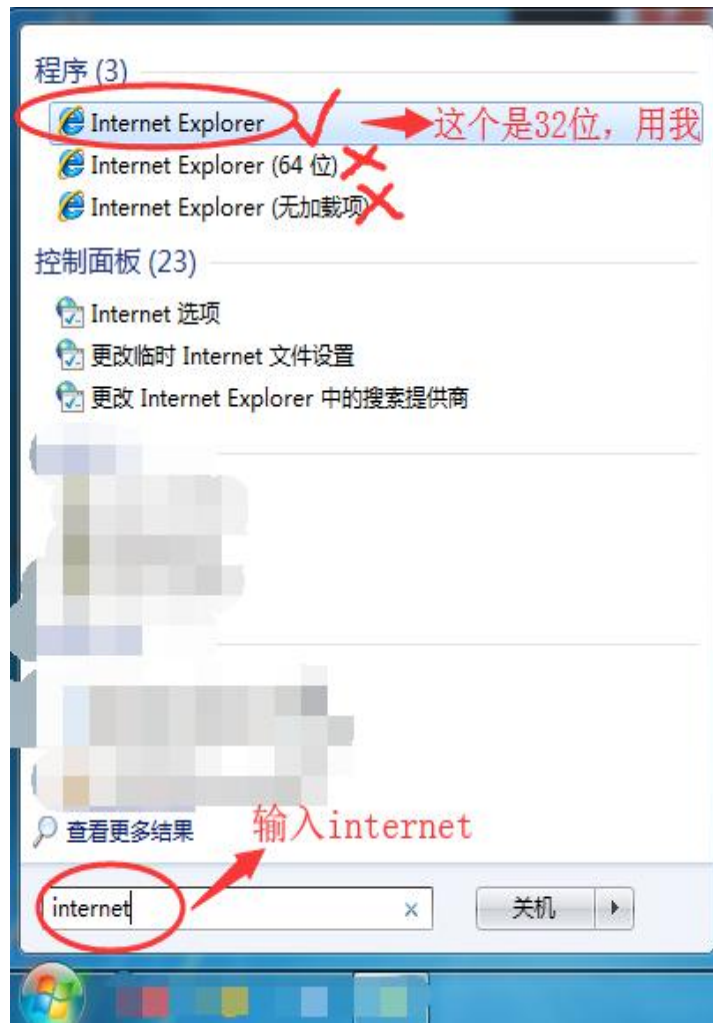 程序 (3)
Internet Explorer
这个是32位，用我
Internet Explorer (64 位)
Internet Explorer (无加载项)
控制面板 (23)
Internet 选项
更改临时 Internet 文件设置
更改 Internet Explorer 中的搜索提供商
查看更多结果
输入internet
internet
关机